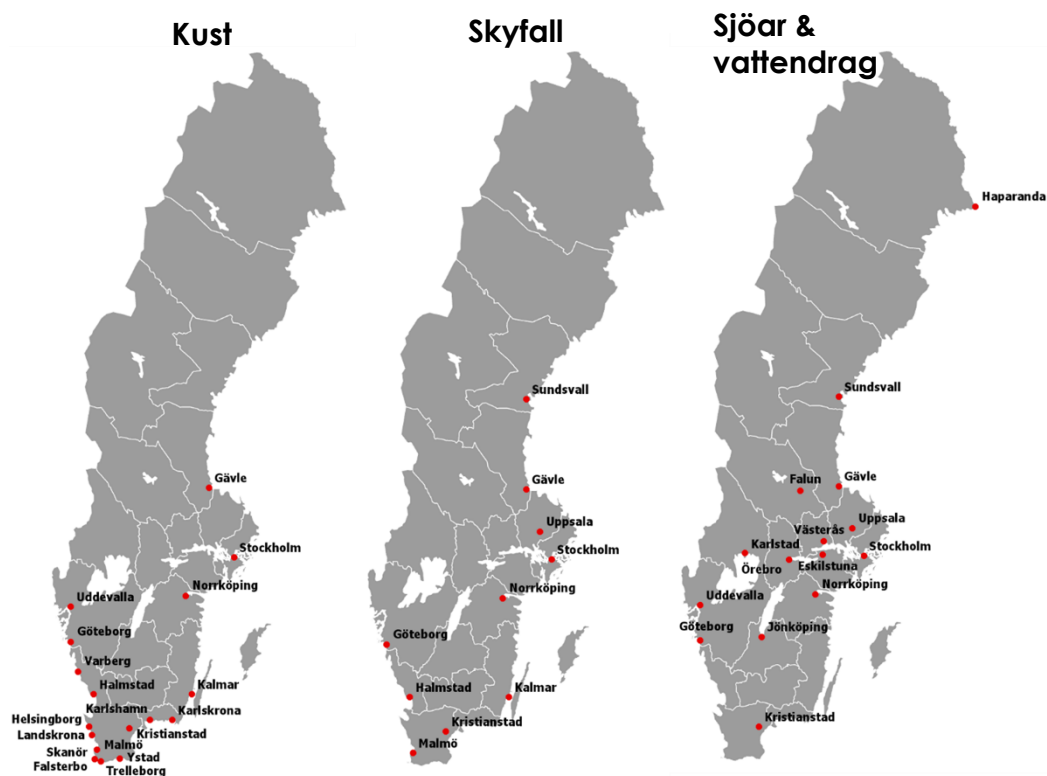 Kust
Gävle
Stockholm
Norrköping
Uddevalla
Göteborg
Varberg
Halmstad
Kalmar
Karlshamn
Karlskrona
Helsingborg
Kristianstad
Landskrona
Malmö
Skanör
Ystad
Falsterbo
Trelleborg
Skyfall
Sundsvall
Gävle
Uppsala
Stockholm
Norrköping
Göteborg
Halmstad
Kalmar
Kristianstad
Malmö
Sjöar &
vattendrag
Haparanda
Sundsvall
Falun
Gävle
Västerås
Uppsala
Karlstad
Stockholm
Örebro
Eskilstuna
Norrköping
Uddevalla
Göteborg
Jönköping
Kristianstad